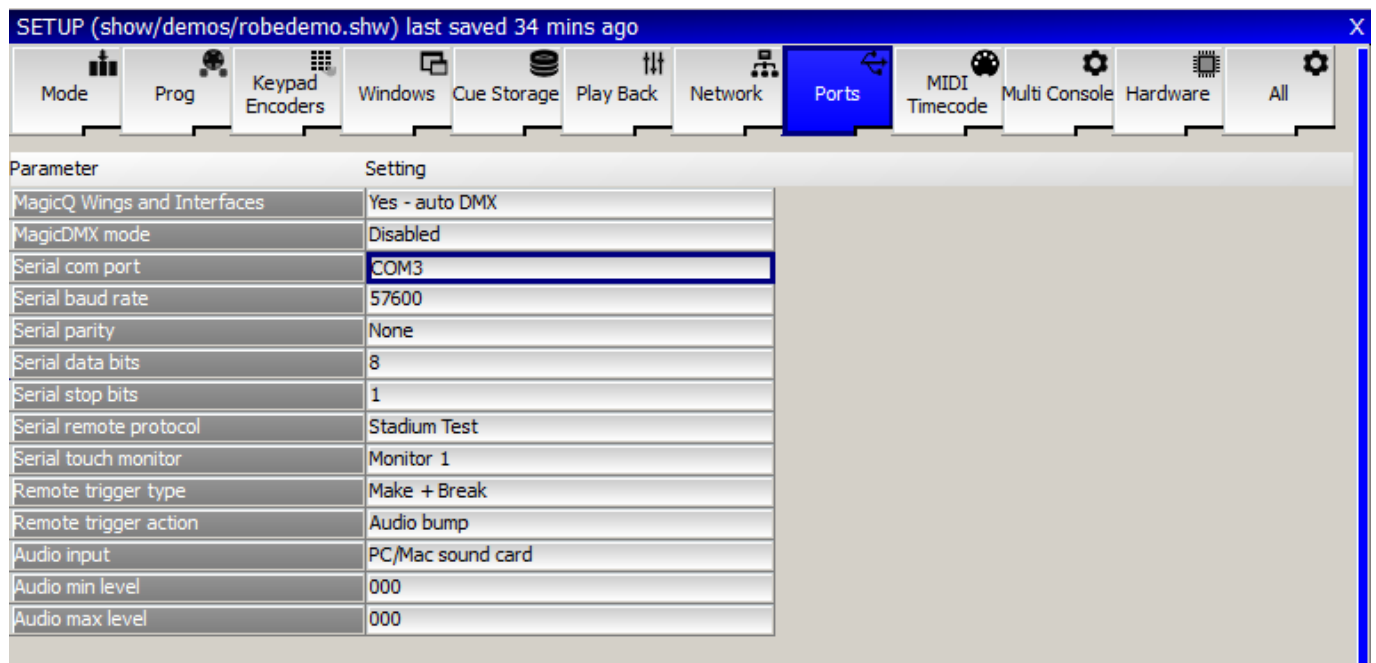 SETUP (show/demos/robedemo.shw) last saved 34 mins ago X
Mode Prog Keypad Encoders Windows Cue Storage Play Back Network Ports MIDI Timecode Multi Console Hardware All
Parameter Setting
MagicQ Wings and Interfaces Yes - auto DMX
MagicDMX mode Disabled
Serial com port COM3
Serial baud rate 57600
Serial parity None
Serial data bits 8
Serial stop bits 1
Serial remote protocol Stadium Test
Serial touch monitor Monitor 1
Remote trigger type Make + Break
Remote trigger action Audio bump
Audio input PC/Mac sound card
Audio min level 000
Audio max level 000